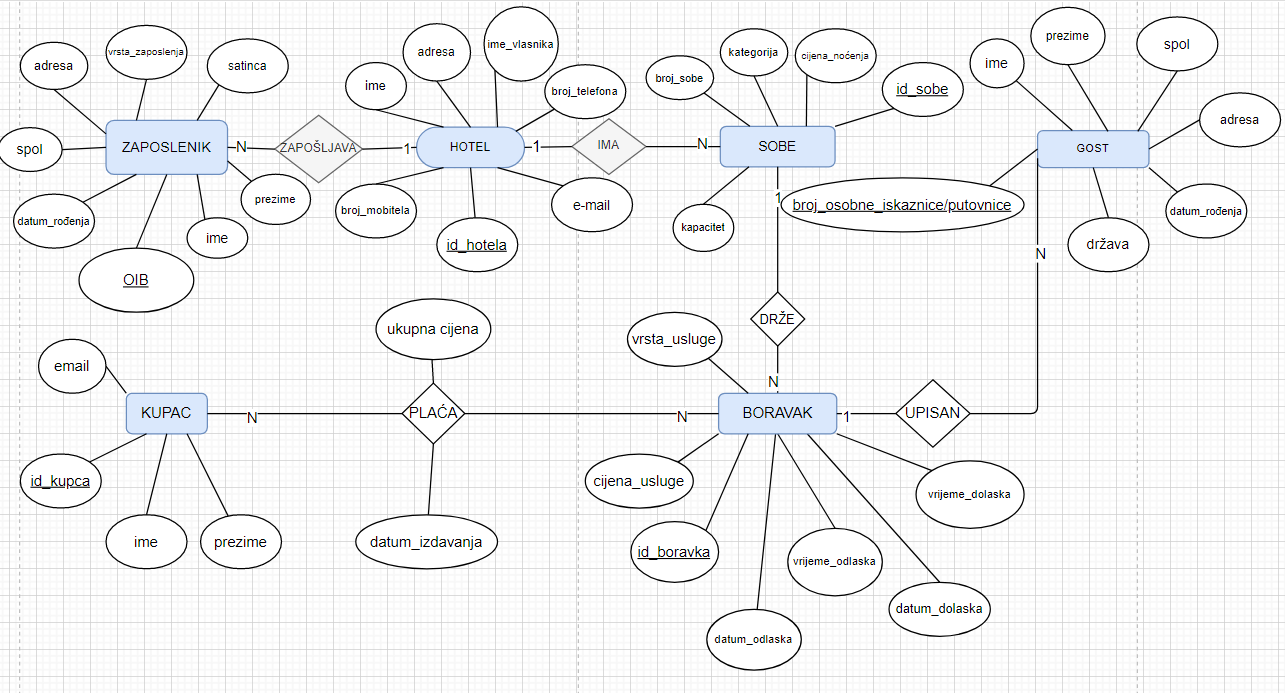 vrsta_zaposlenja
adresa
satinca
ZAPOSLENIK
spol
datum_rođenja
OIB
ime
prezime
N
ZAPOŠLJAVA
1
ime
adresa
ime_vlasnika
broj_telefona
HOTEL
broj_mobitela
id_hotela
e-mail
1
IMA
N
broj_sobe
kategorija
cijena_noćenja
id_sobe
SOBE
kapacitet
1
DRŽE
N
ime
prezime
spol
adresa
GOST
broj_osobne_iskaznice/putovnice
država
datum_rođenja
N
email
KUPAC
id_kupca
ime
prezime
N
ukupna cijena
PLAĆA
datum_izdavanja
N
vrsta_usluge
BORAVAK
1
UPISAN
cijena_usluge
id_boravka
datum_odlaska
vrijeme_odlaska
datum_dolaska
vrijeme_dolaska